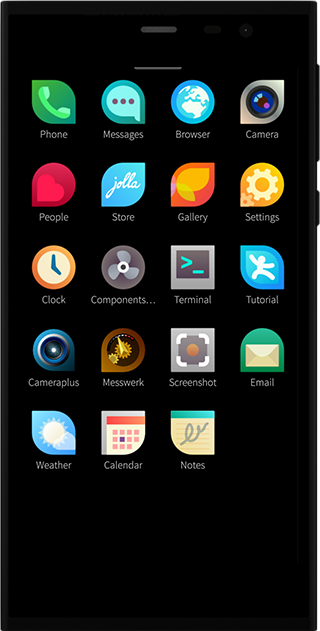 Phone Messages Browser Camera
jolla
People Store Gallery Settings
>_
Clock Components... Terminal Tutorial
Cameraplus Messwerk Screenshot Email
Weather Calendar Notes